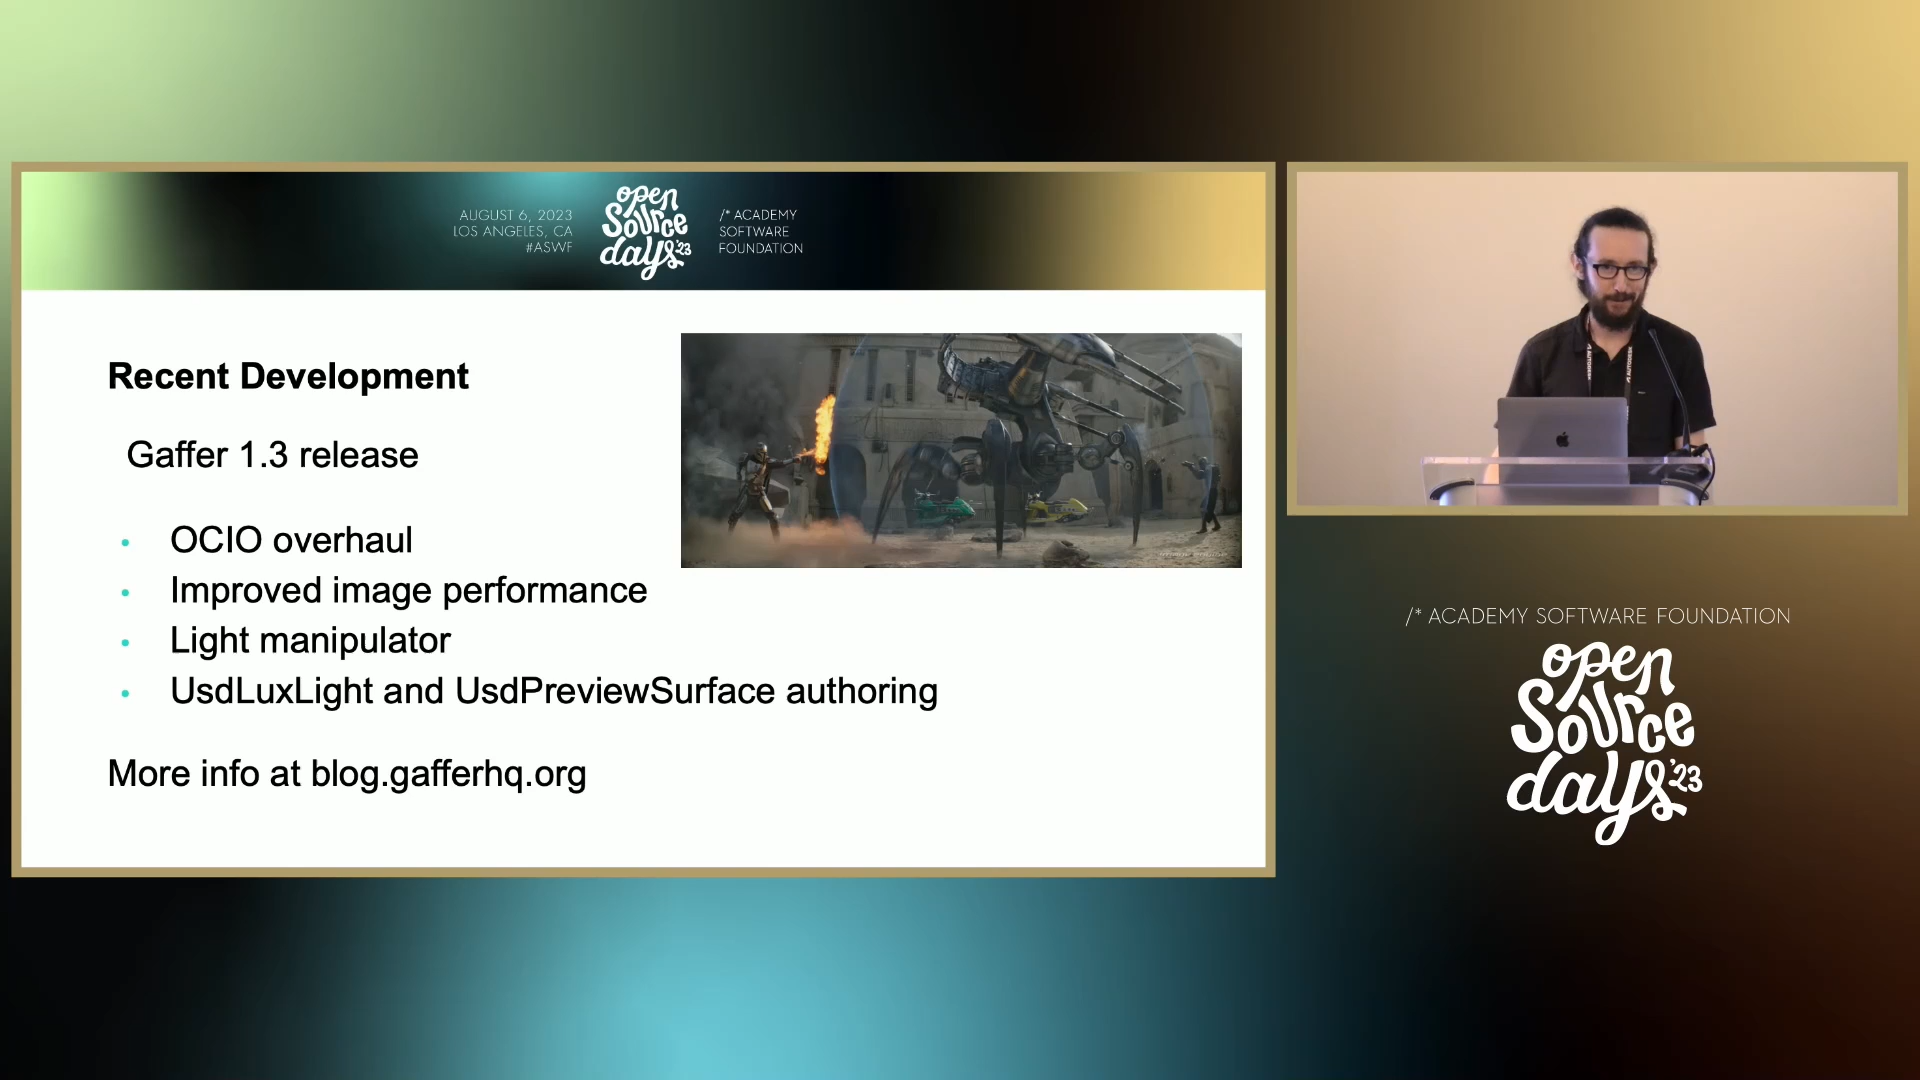 AUGUST 6, 2023
LOS ANGELES, CA
#ASWF
open
Source
days'23
/* ACADEMY
SOFTWARE
FOUNDATION
Recent Development
Gaffer 1.3 release
• OCIO overhaul
• Improved image performance
• Light manipulator
• UsdLuxLight and UsdPreviewSurface authoring
More info at blog.gafferhq.org
AUTODESK
/* ACADEMY SOFTWARE FOUNDATION
open
Source
days'23